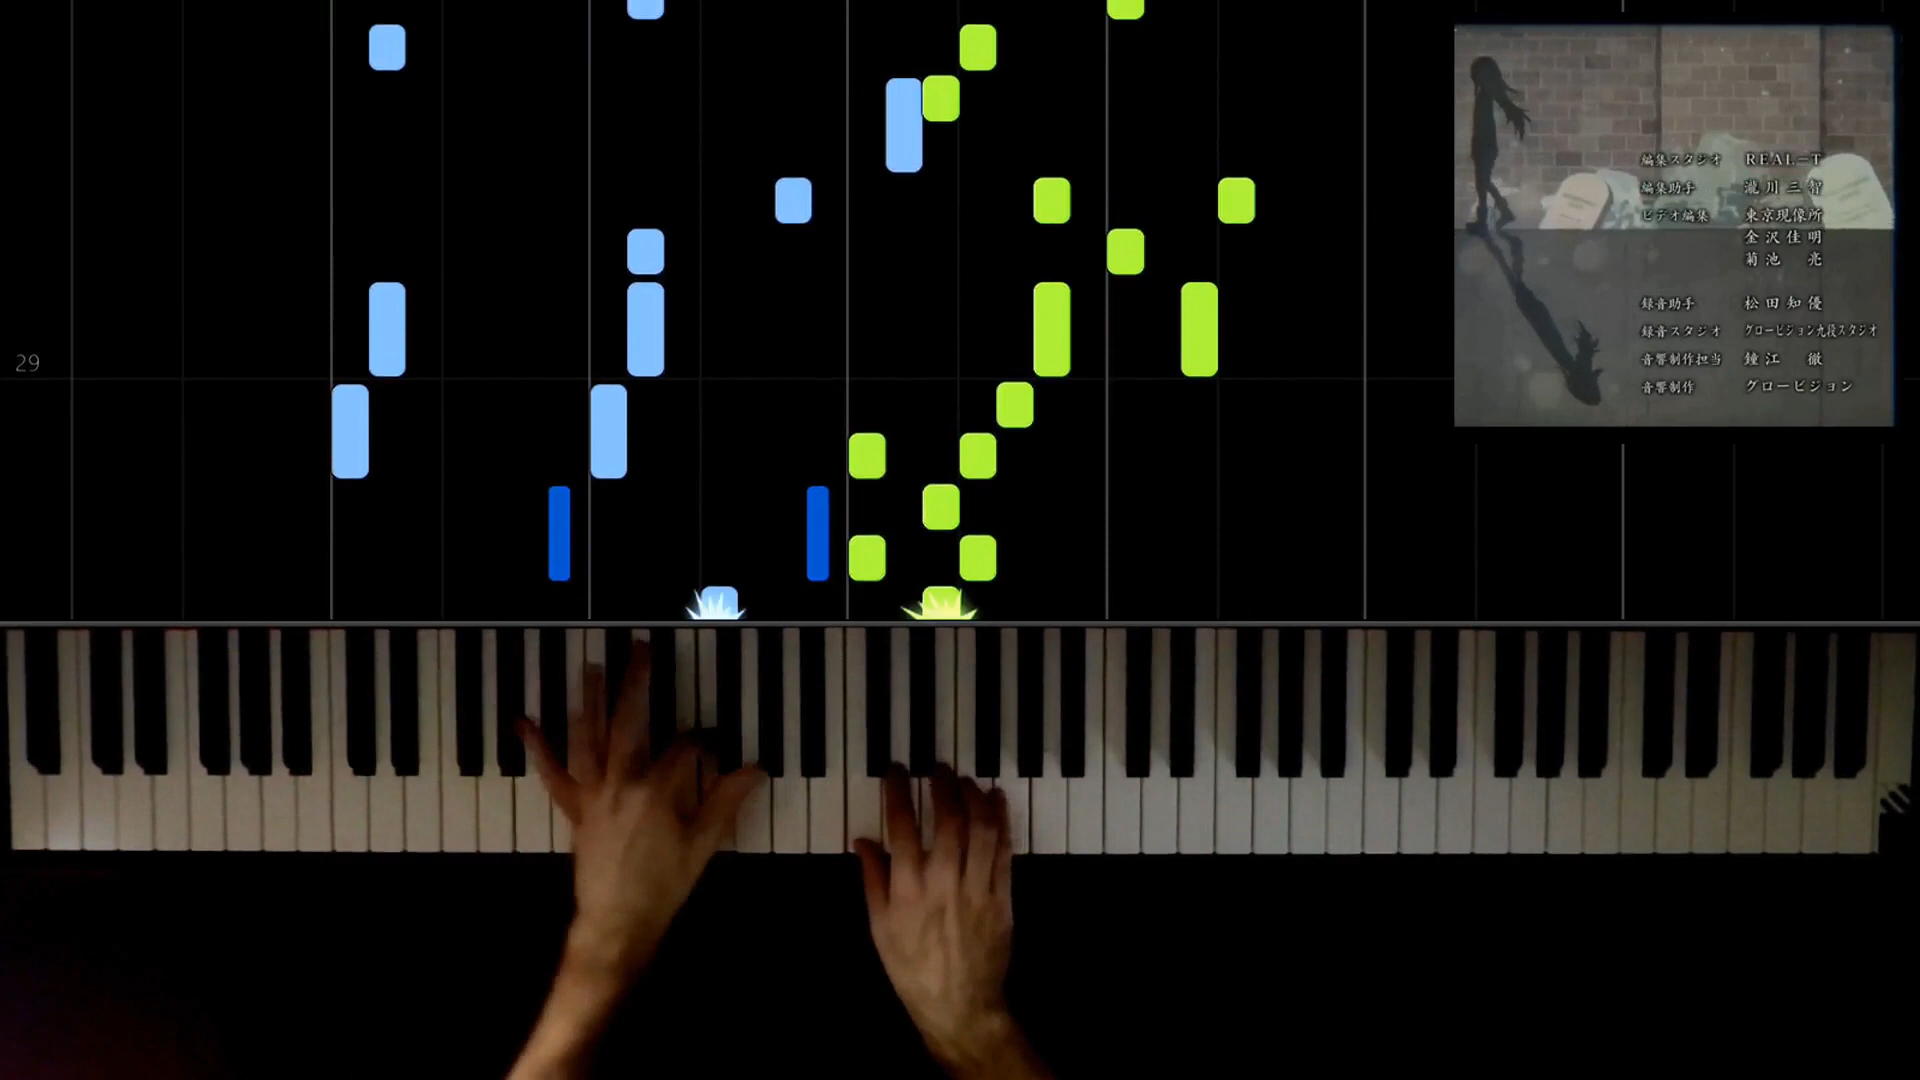 29
編集スタジオ REAL-T
編集助手 瀧川三智
ビデオ編集 東京現像所
金沢佳明
菊池 亮
録音助手 松田知優
録音スタジオ グロービジョン九段スタジオ
音響制作担当 鐘江 徹
音響制作 グロービジョン